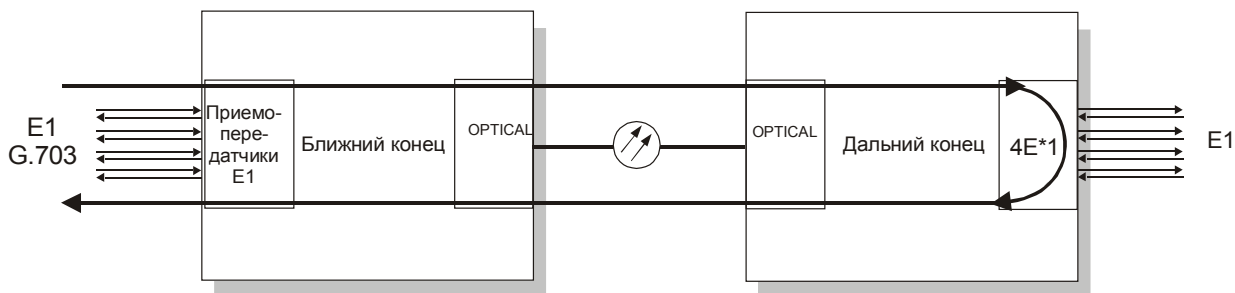 E1
G.703
Приемо-
пере-
датчики
E1
Ближний конец
OPTICAL
OPTICAL
Дальний конец
4E*1
E1